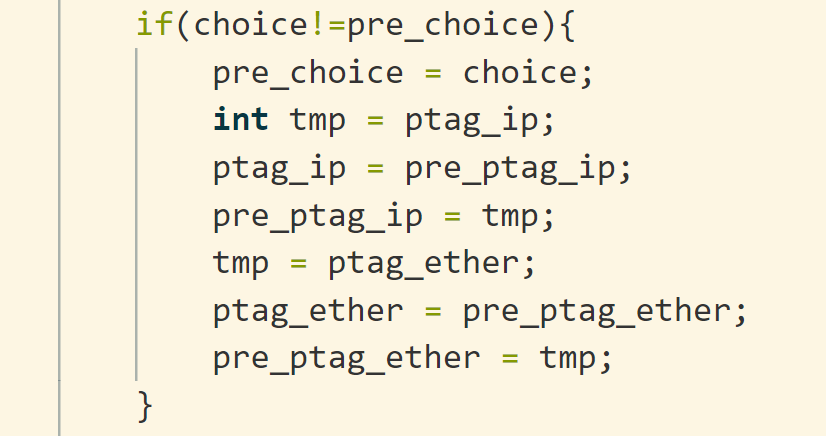 if(choice!=pre_choice){
pre_choice = choice;
int tmp = ptag_ip;
ptag_ip = pre_ptag_ip;
pre_ptag_ip = tmp;
tmp = ptag_ether;
ptag_ether = pre_ptag_ether;
pre_ptag_ether = tmp;
}